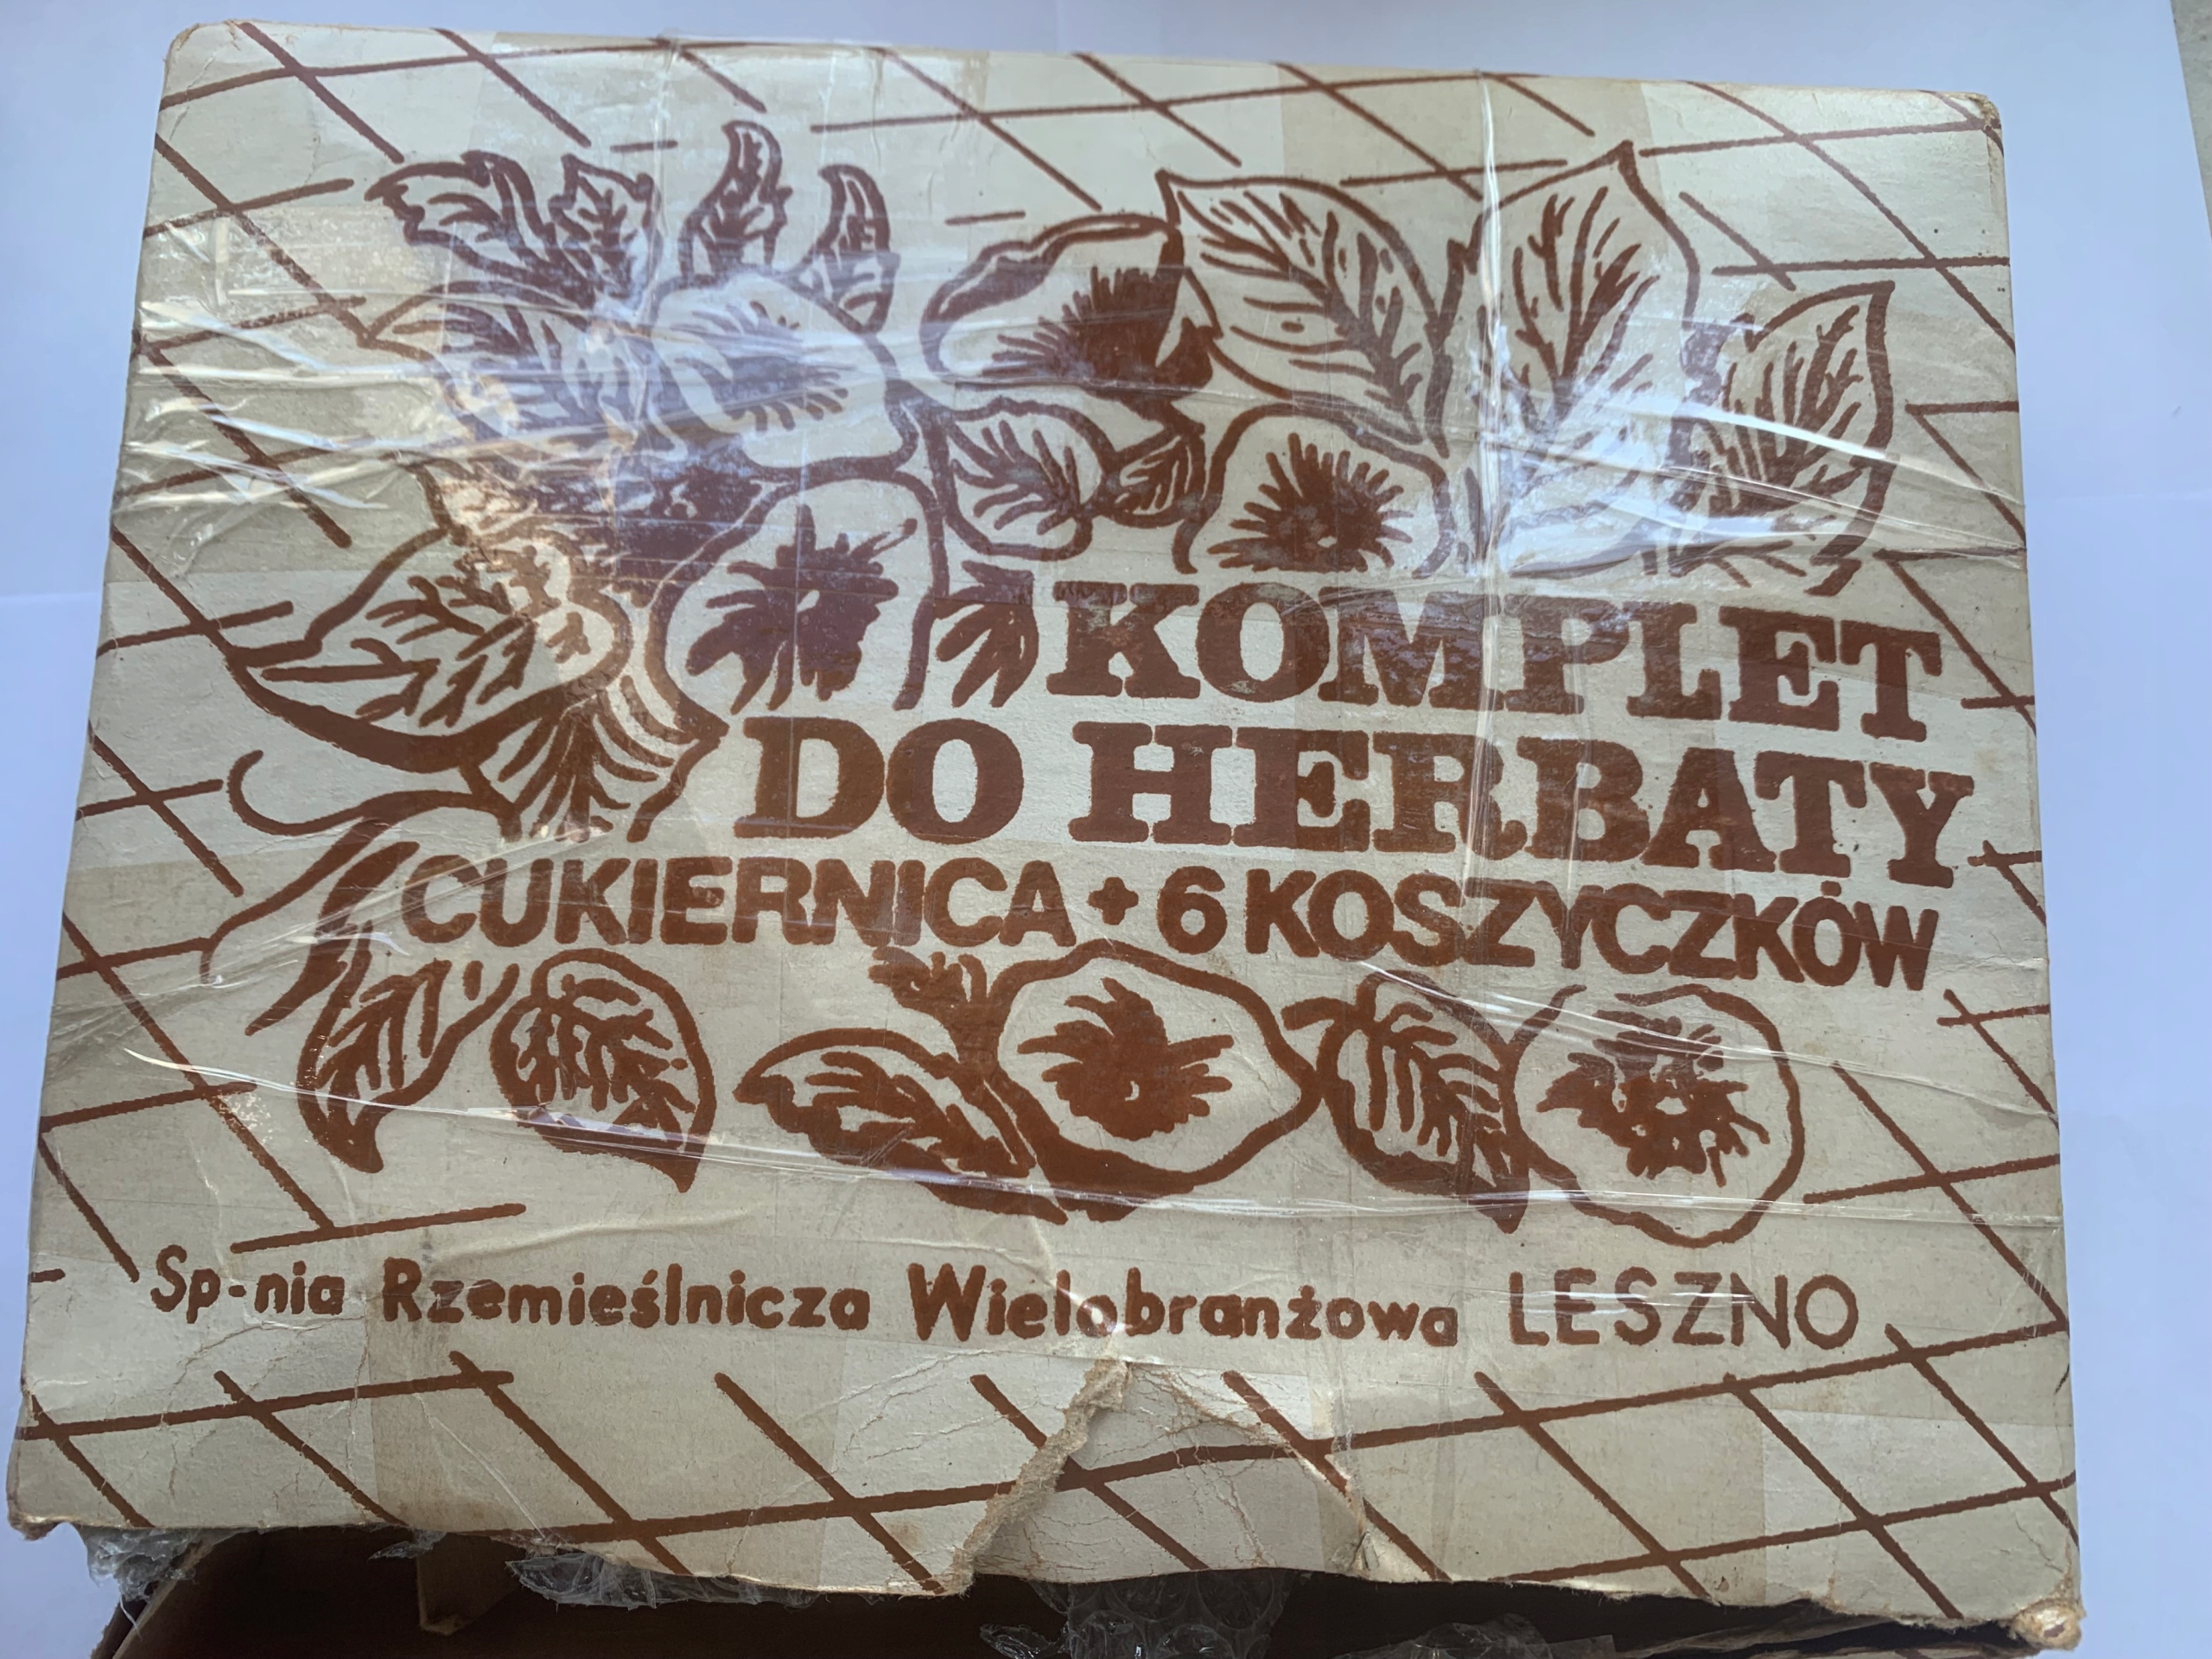 KOMPLET
DO HERBATY
CUKIERNICA + 6 KOSZYCZKÓW
Sp-nia Rzemieślnicza Wielobranżowa LESZNO